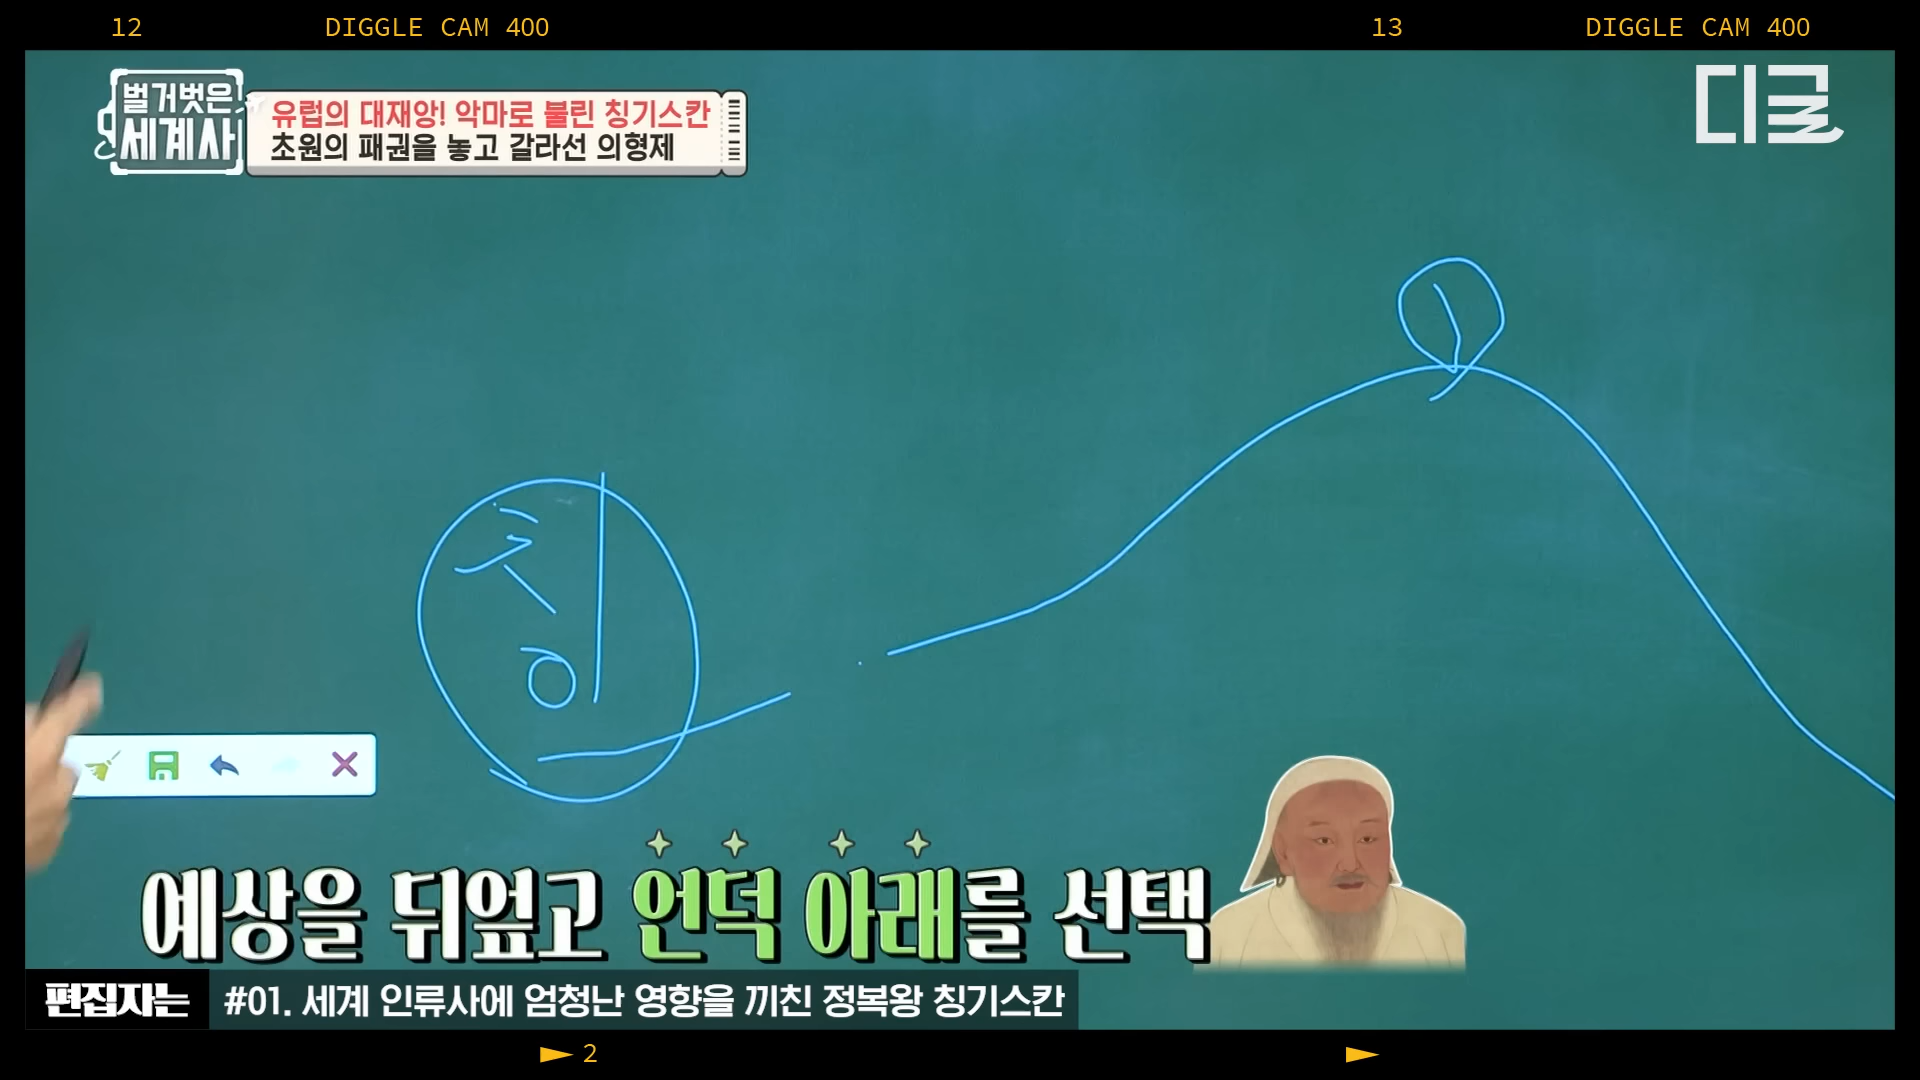 12
DIGGLE CAM 400
13
DIGGLE CAM 400
벌거벗은
세계사
유럽의 대재앙! 악마로 불린 칭기스칸
초원의 패권을 놓고 갈라선 의형제
디글
칭
예상을 뒤엎고 언덕 아래를 선택
편집자는
#01. 세계 인류사에 엄청난 영향을 끼친 정복왕 칭기스칸
2